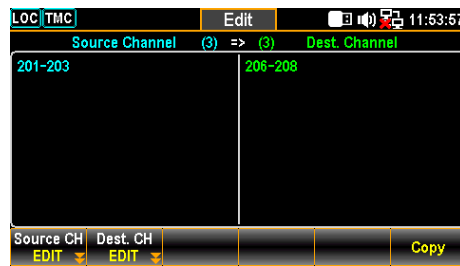 LOC TMC Edit 11:53:57
Source Channel (3) => (3) Dest. Channel
201-203 206-208
Source CH Dest. CH
EDIT EDIT Copy